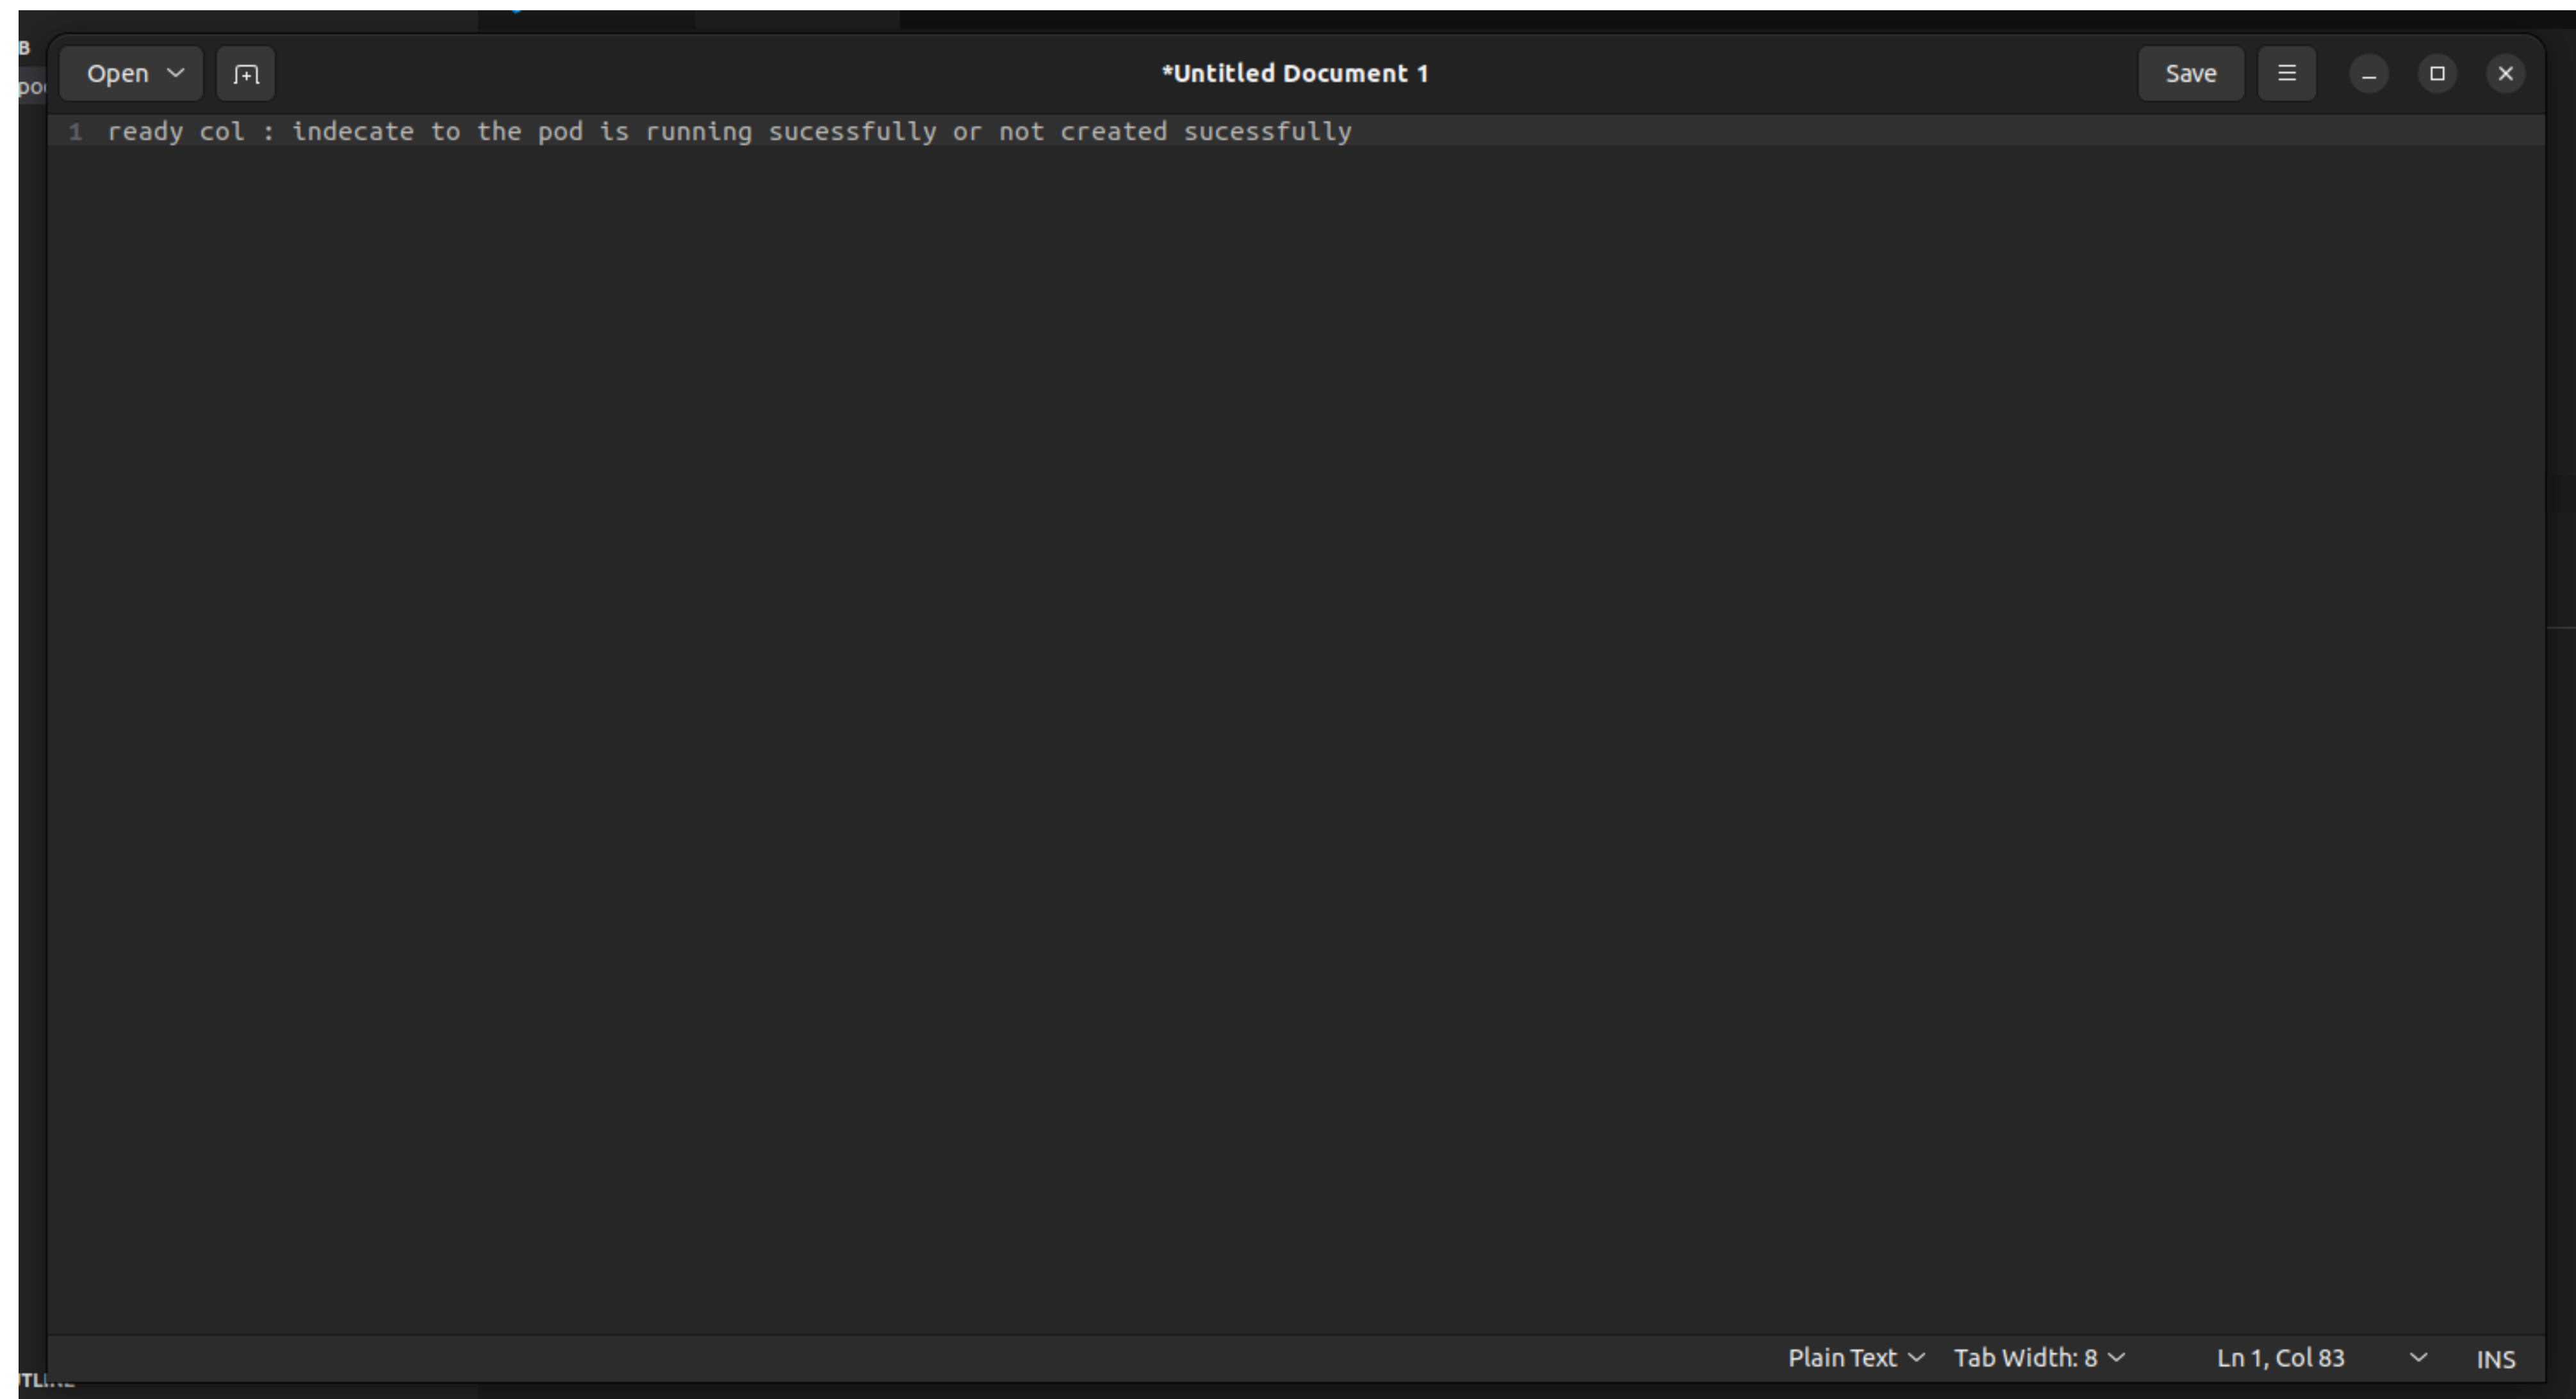 B
Open
*Untitled Document 1
Save
1 ready col : indecate to the pod is running sucessfully or not created sucessfully
Plain Text
Tab Width: 8
Ln 1, Col 83
INS